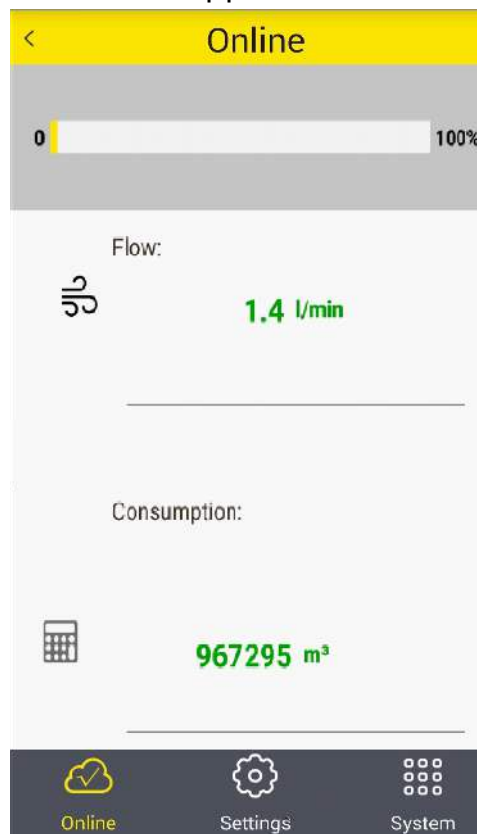 Online
0 100%
Flow:
1.4 l/min
Consumption:
967295 m³
Online Settings System